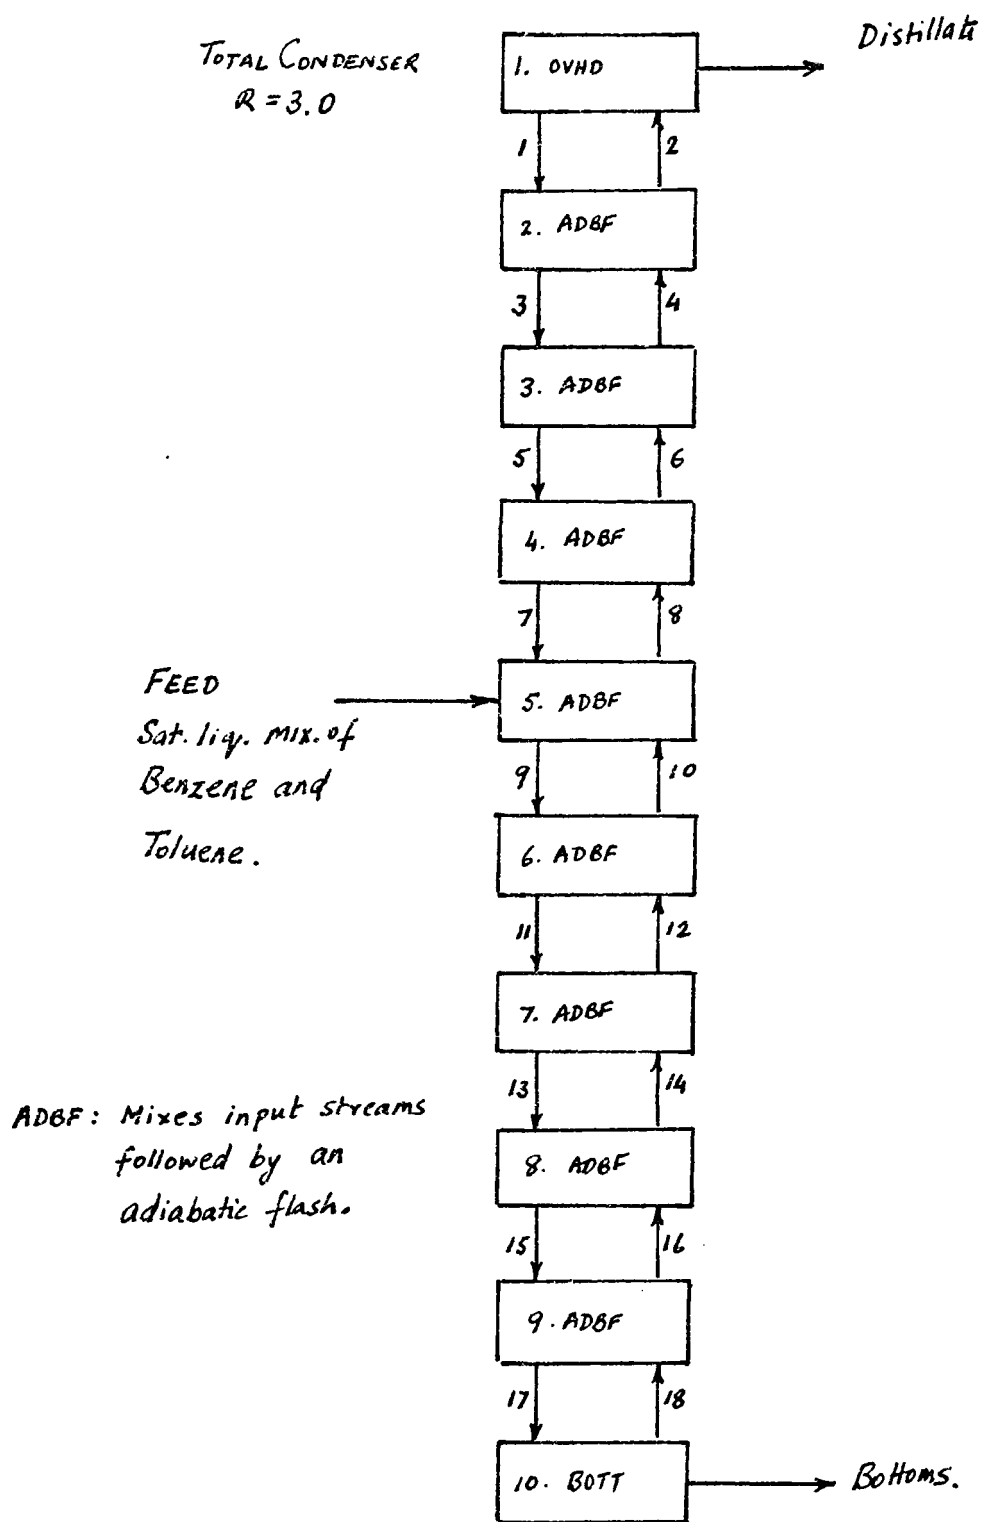 Distillate
TOTAL CONDENSER
R = 3.0
1. OVHD
1
2
2. ADBF
3
4
3. ADBF
5
6
4. ADBF
7
8
FEED
Sat. liq. mix. of
Benzene and
Toluene.
5. ADBF
9
10
6. ADBF
11
12
7. ADBF
13
14
ADBF: Mixes input streams
followed by an
adiabatic flash.
8. ADBF
15
16
9. ADBF
17
18
10. BOTT
Bottoms.